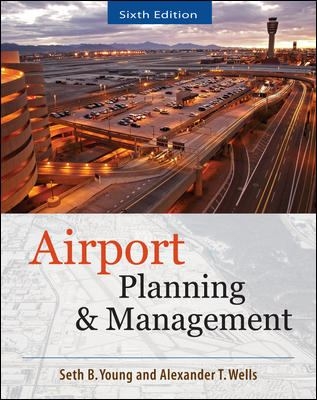 Sixth Edition
Airport
Planning
& Management
Seth B. Young and Alexander T. Wells